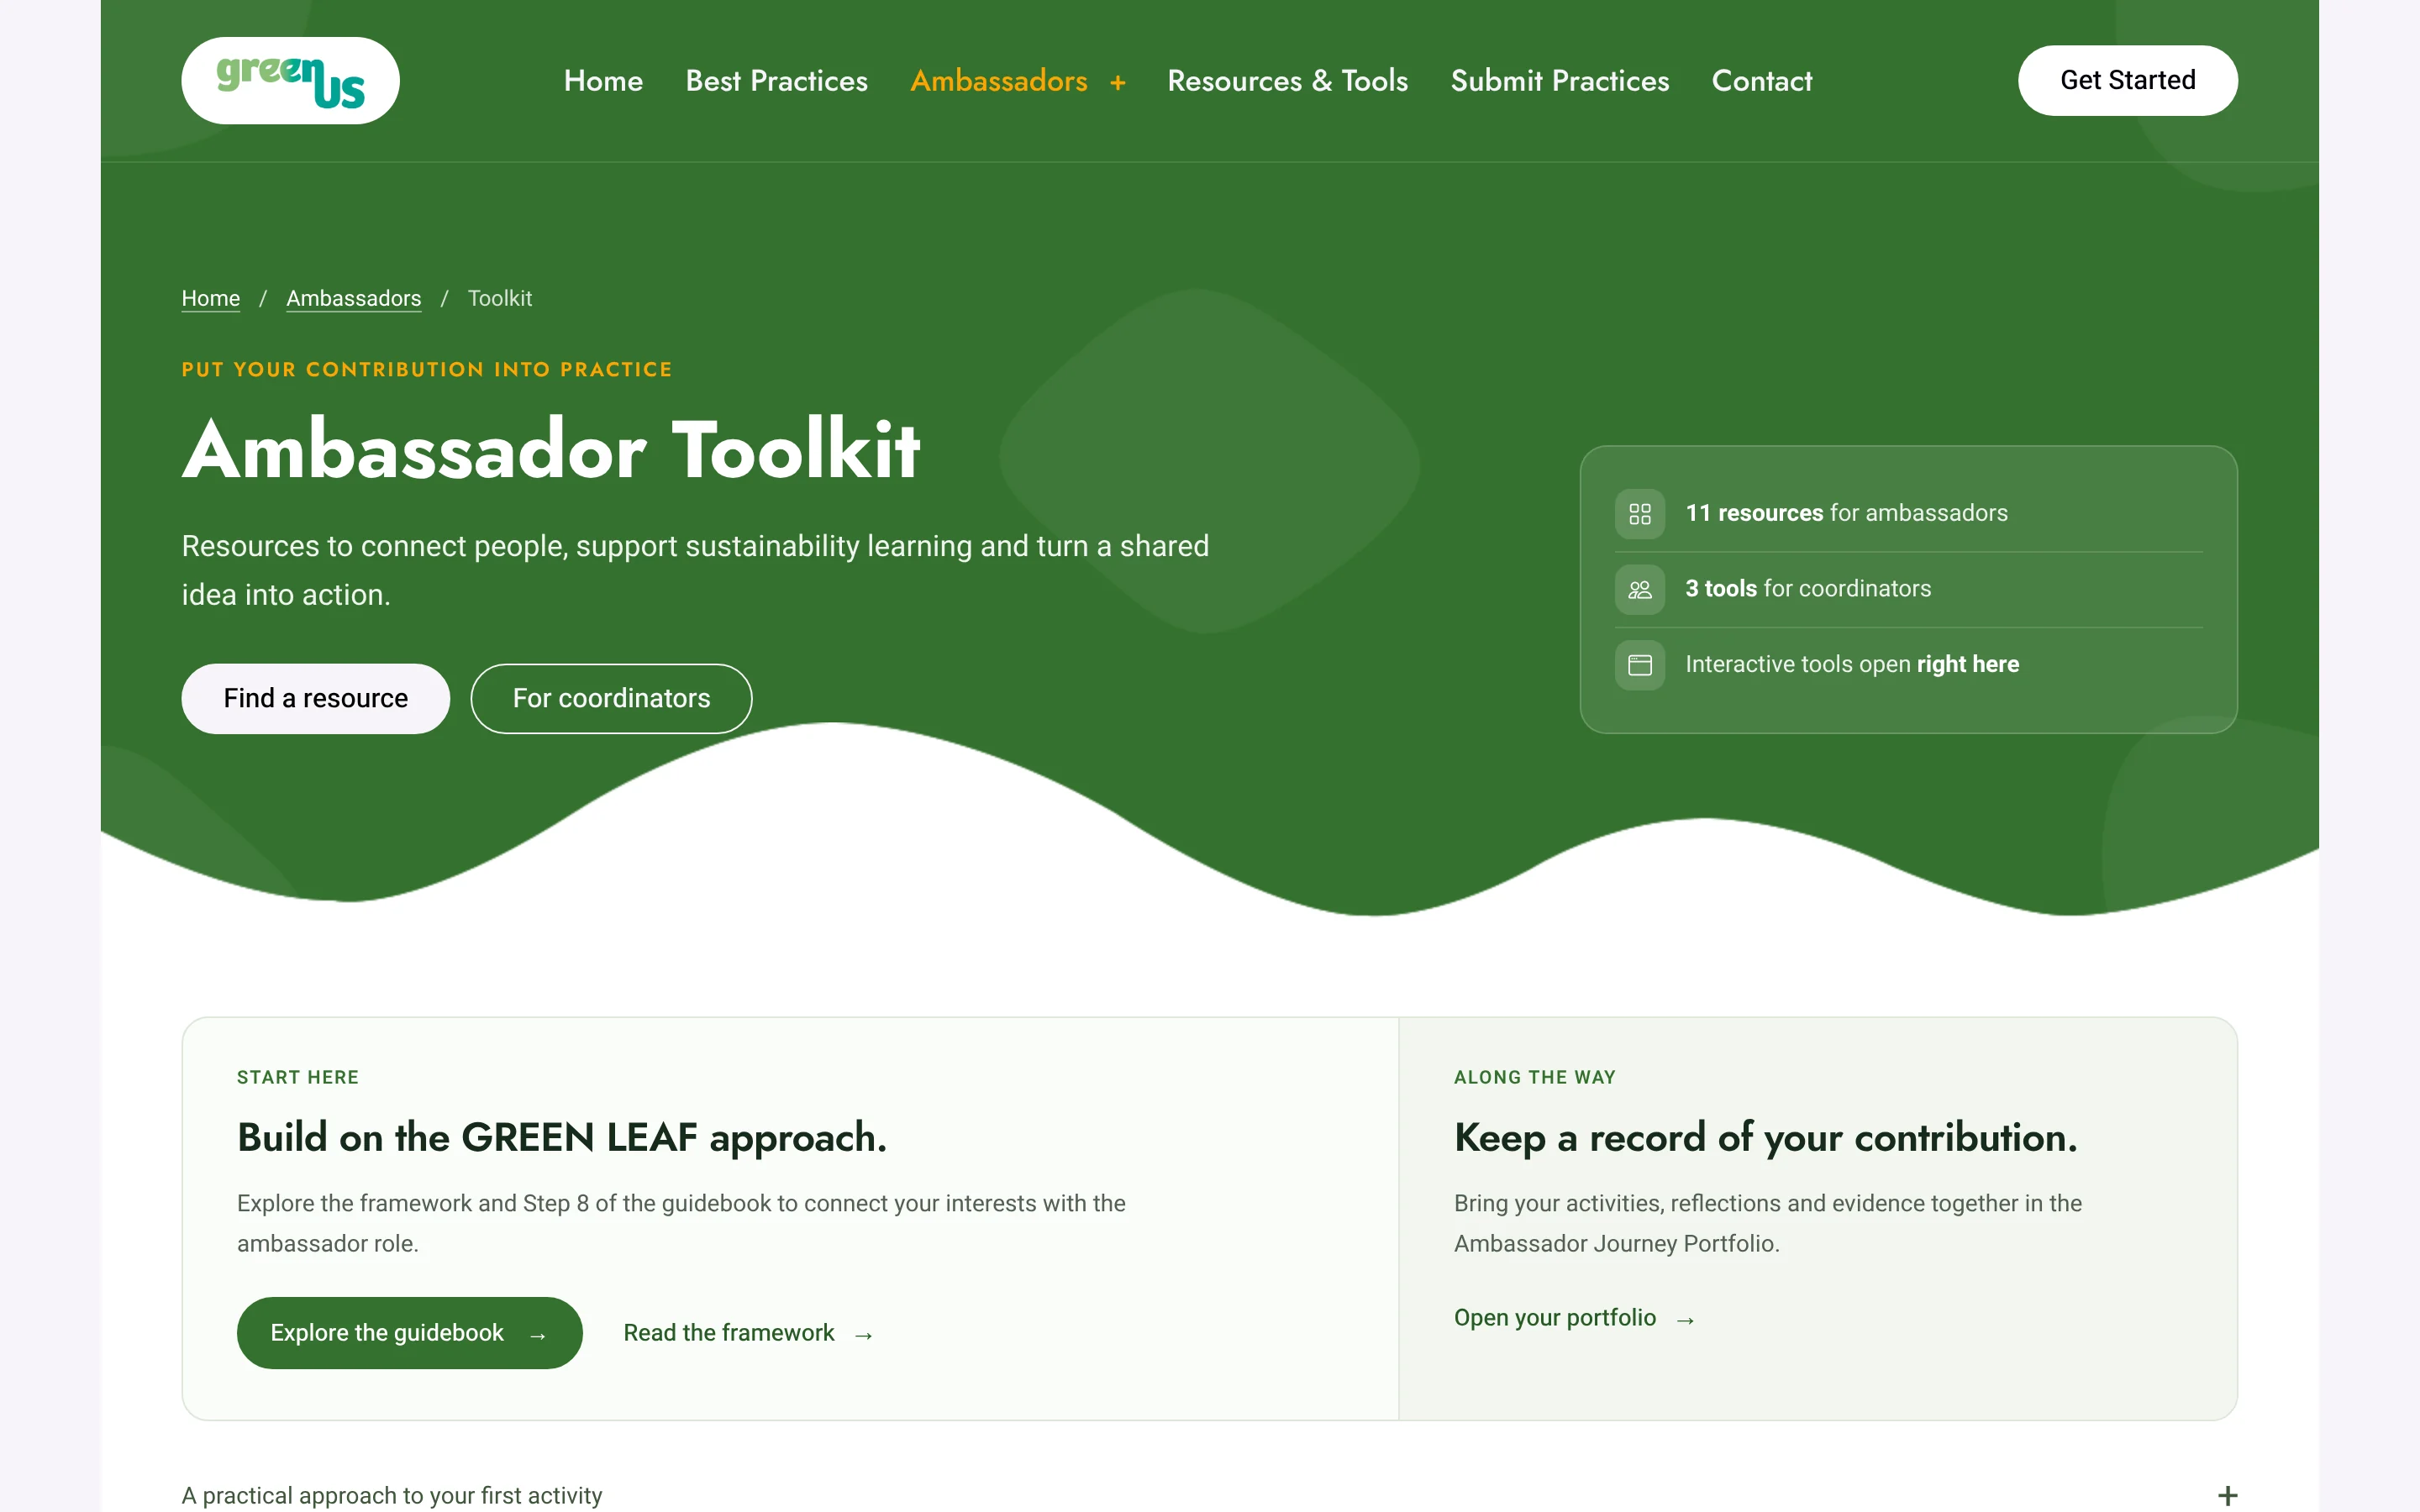 green us
Home Best Practices Ambassadors + Resources & Tools Submit Practices Contact
Get Started
Home / Ambassadors / Toolkit
PUT YOUR CONTRIBUTION INTO PRACTICE
Ambassador Toolkit
Resources to connect people, support sustainability learning and turn a shared
idea into action.
Find a resource
For coordinators
11 resources for ambassadors
3 tools for coordinators
Interactive tools open right here
START HERE
Build on the GREEN LEAF approach.
Explore the framework and Step 8 of the guidebook to connect your interests with the
ambassador role.
Explore the guidebook →
Read the framework →
ALONG THE WAY
Keep a record of your contribution.
Bring your activities, reflections and evidence together in the
Ambassador Journey Portfolio.
Open your portfolio →
A practical approach to your first activity +